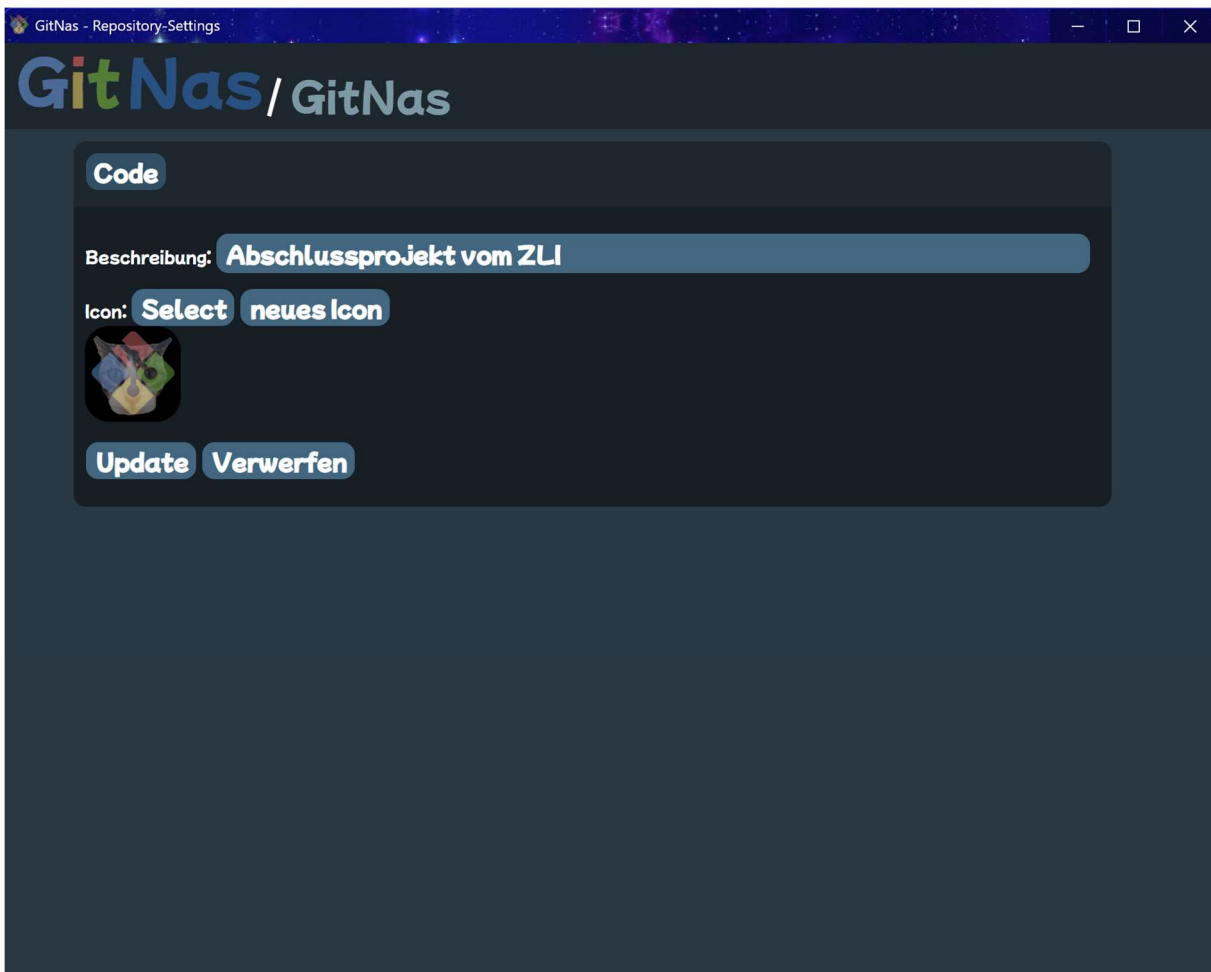 GitNas - Repository-Settings
GitNas / GitNas
Code
Beschreibung: Abschlussprojekt vom ZLI
Icon: Select neues Icon
Update Verwerfen